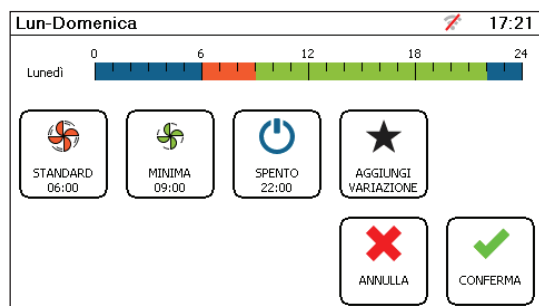 Lun-Domenica 17:21
0 6 12 18 24
Lunedì
STANDARD
06:00
MINIMA
09:00
SPENTO
22:00
AGGIUNGI
VARIAZIONE
ANNULLA
CONFERMA